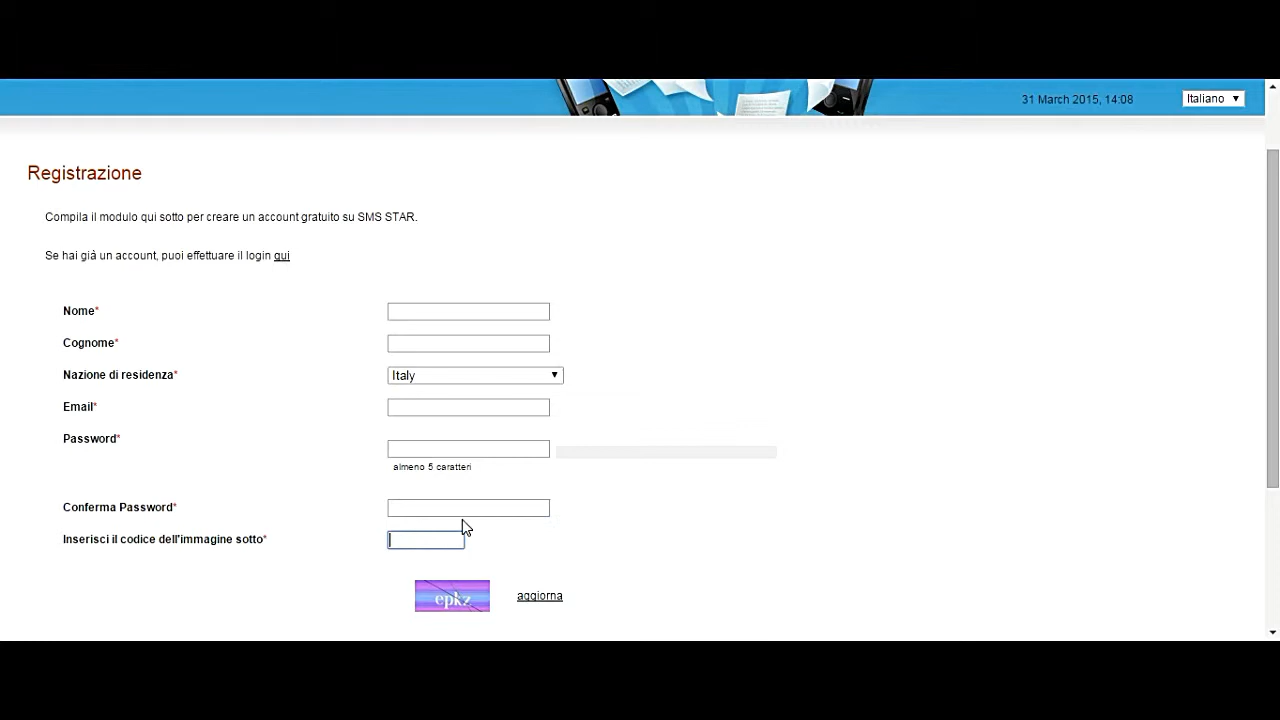 31 March 2015, 14:08
Italiano
Registrazione
Compila il modulo qui sotto per creare un account gratuito su SMS STAR.
Se hai già un account, puoi effettuare il login qui
Nome*
Cognome*
Nazione di residenza* Italy
Email*
Password*
almeno 5 caratteri
Conferma Password*
Inserisci il codice dell'immagine sotto*
epkz aggiorna